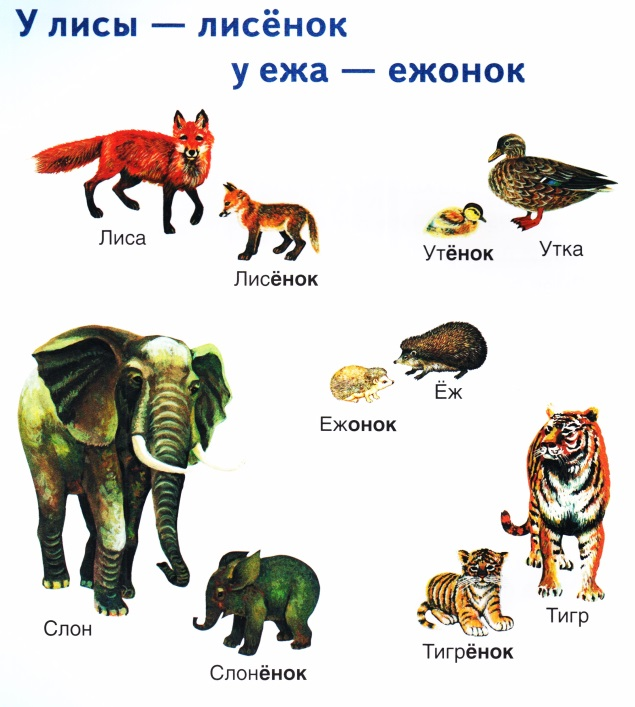 У лисы — лисёнок
у ежа — ежонок
Лиса
Лисёнок
Утёнок
Утка
Ёж
Ежонок
Слон
Слонёнок
Тигр
Тигрёнок